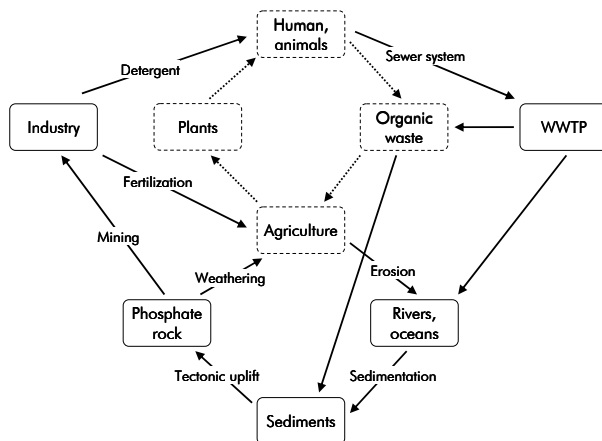 Human,
animals
Sewer system
Detergent
Industry
Plants
Organic
waste
WWTP
Fertilization
Agriculture
Mining
Weathering
Erosion
Phosphate
rock
Rivers,
oceans
Tectonic uplift
Sedimentation
Sediments